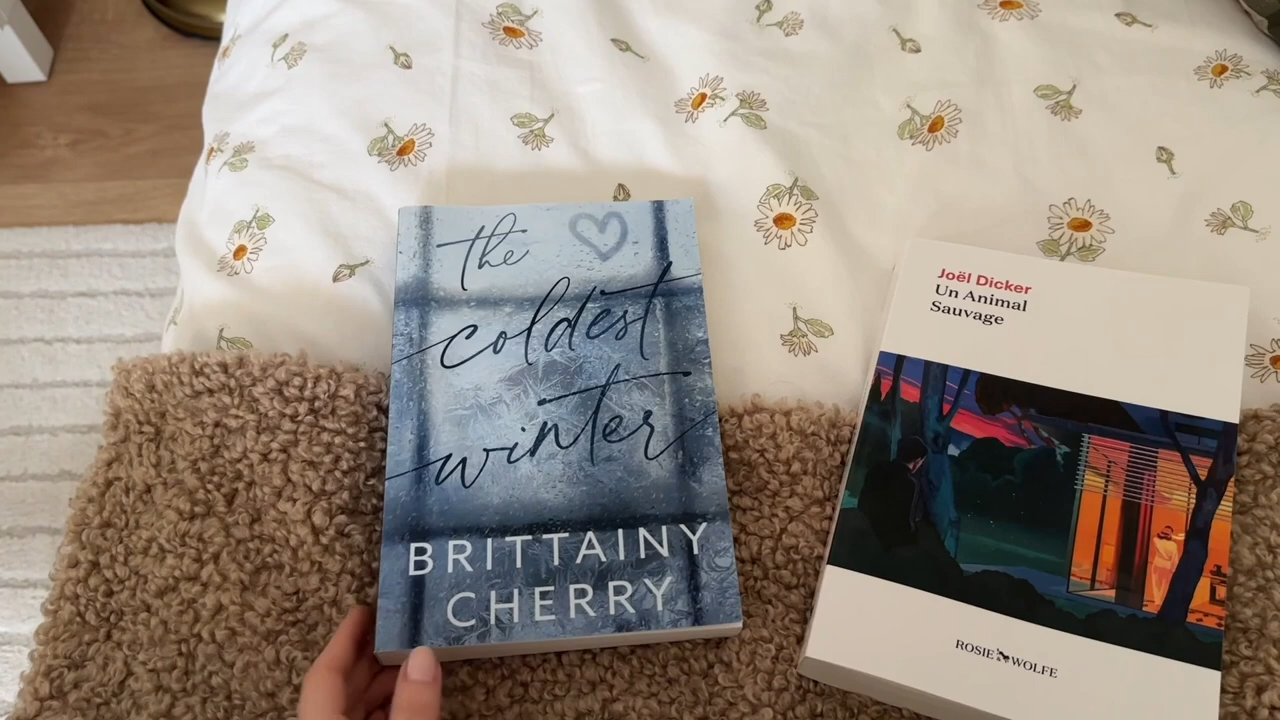 the
coldest
winter
BRITTAINY
CHERRY
Joël Dicker
Un Animal
Sauvage
ROSIE & WOLFE